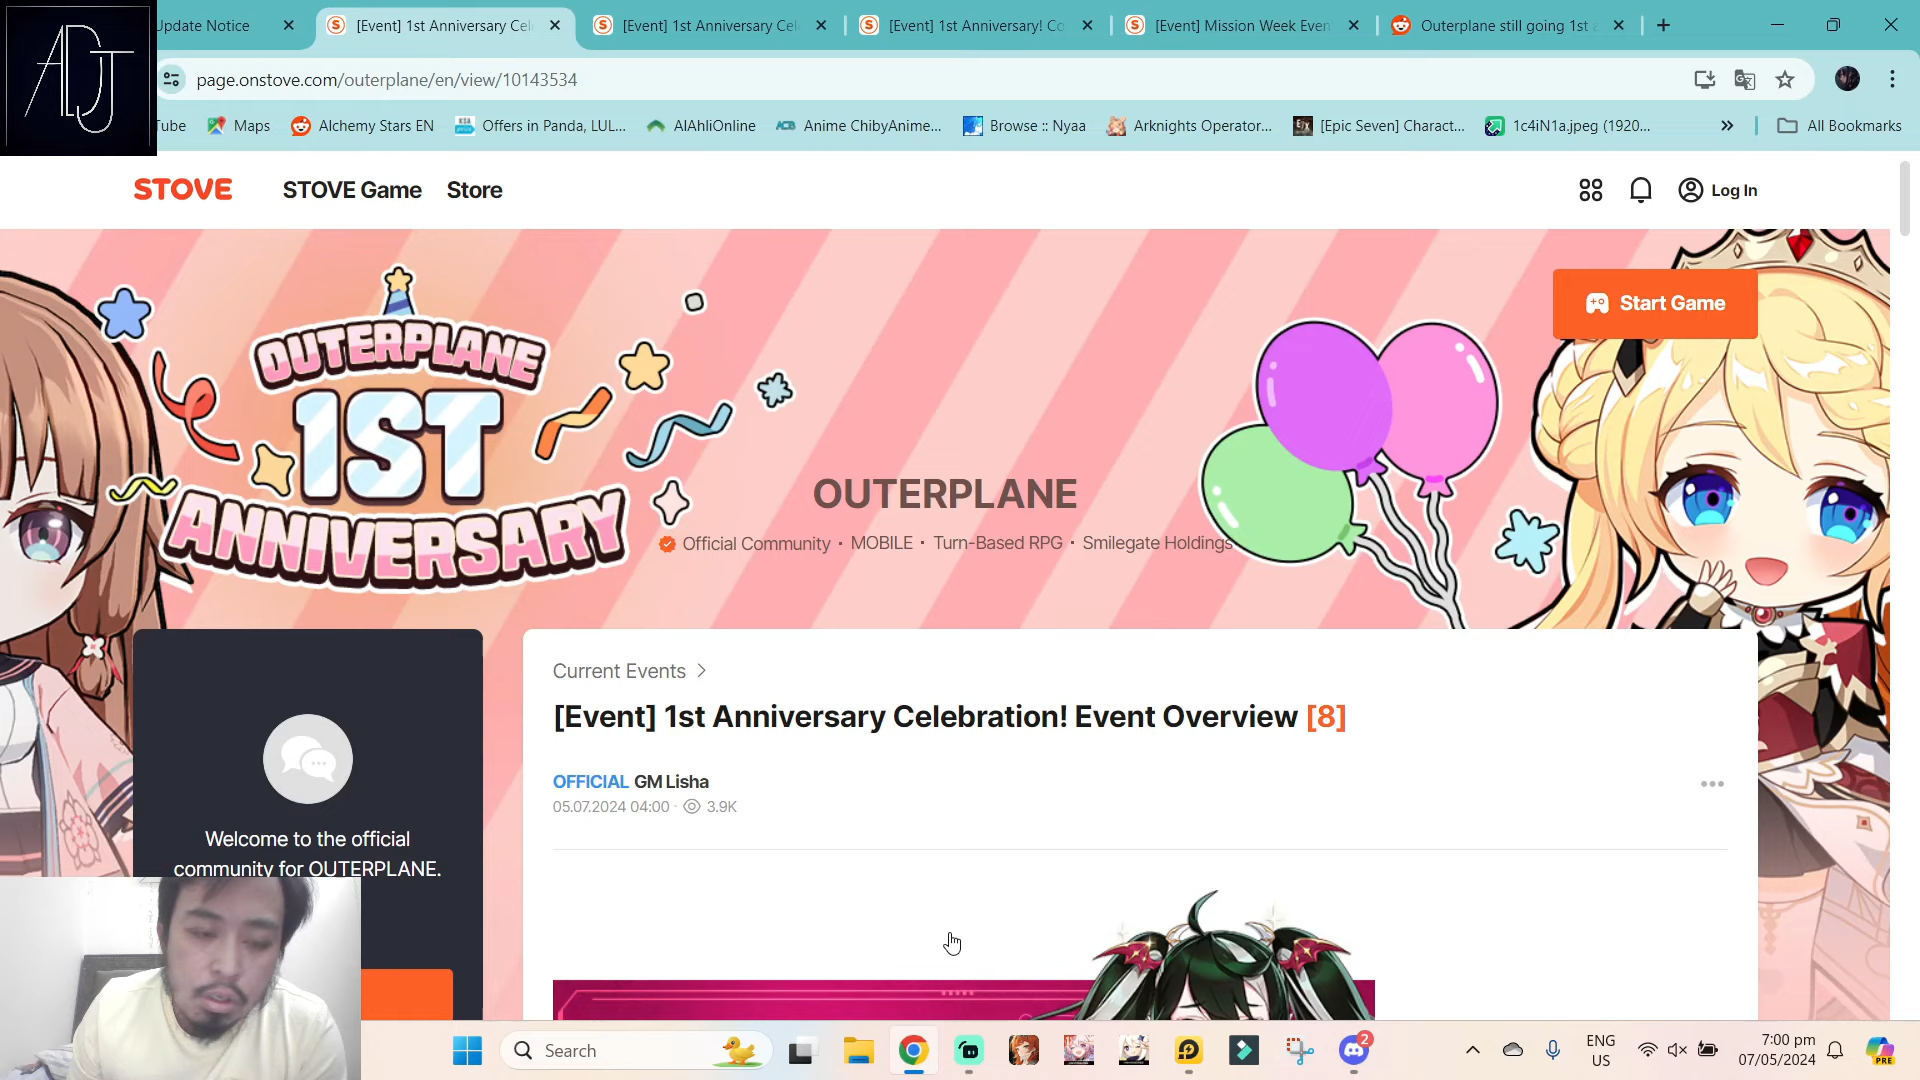 ADJT
Update Notice
[Event] 1st Anniversary Cel
[Event] 1st Anniversary Cel
[Event] 1st Anniversary! Co
[Event] Mission Week Even
Outerplane still going 1st
page.onstove.com/outerplane/en/view/10143534
Tube
Maps
Alchemy Stars EN
Offers in Panda, LUL...
AlAhliOnline
Anime ChibyAnime...
Browse :: Nyaa
Arknights Operator...
[Epic Seven] Charact...
1c4iN1a.jpeg (1920...
All Bookmarks
STOVE
STOVE Game
Store
Log In
OUTERPLANE
1ST
ANNIVERSARY
Start Game
OUTERPLANE
Official Community · MOBILE · Turn-Based RPG · Smilegate Holdings
Current Events
[Event] 1st Anniversary Celebration! Event Overview [8]
OFFICIAL GM Lisha
05.07.2024 04:00 · 3.9K
Welcome to the official
community for OUTERPLANE.
Search
2
ENG
US
7:00 pm
07/05/2024
PRE